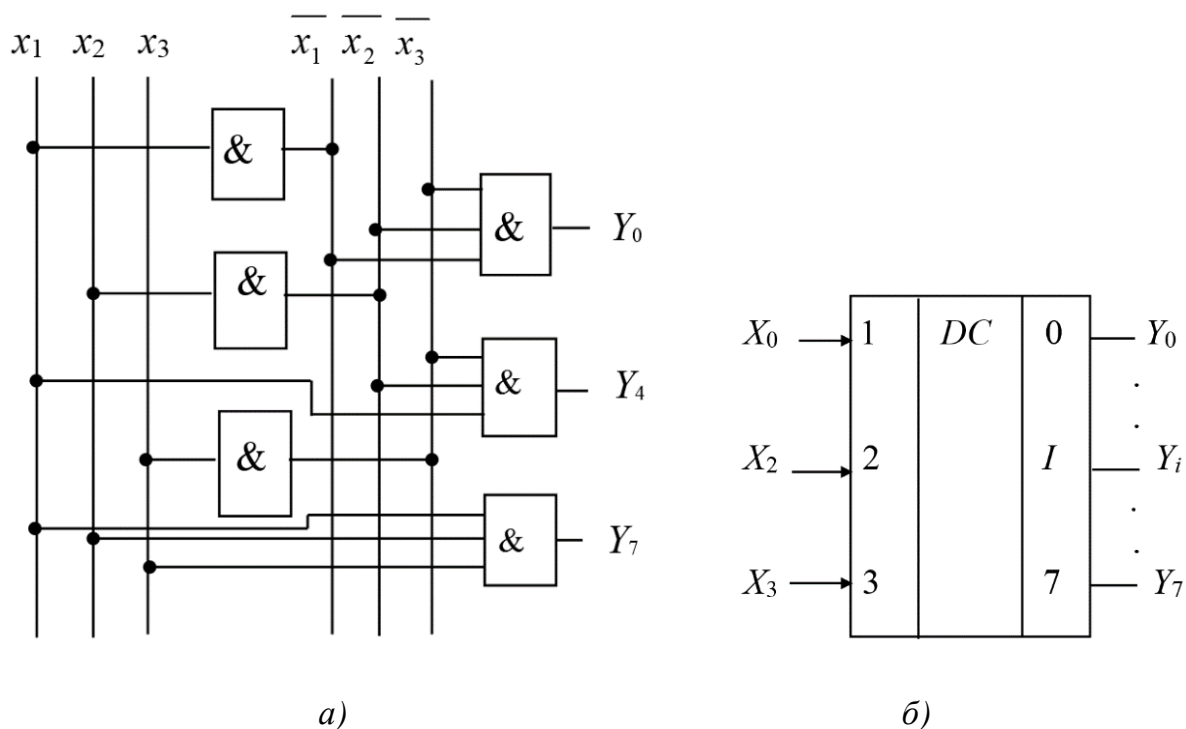 x₁ x₂ x₃ x̅₁ x̅₂ x̅₃
&
& Y₀
&
& Y₄
&
& Y₇
X₀ 1 DC 0 Y₀
.
.
X₂ 2 I Yᵢ
.
.
X₃ 3 7 Y₇
а) б)